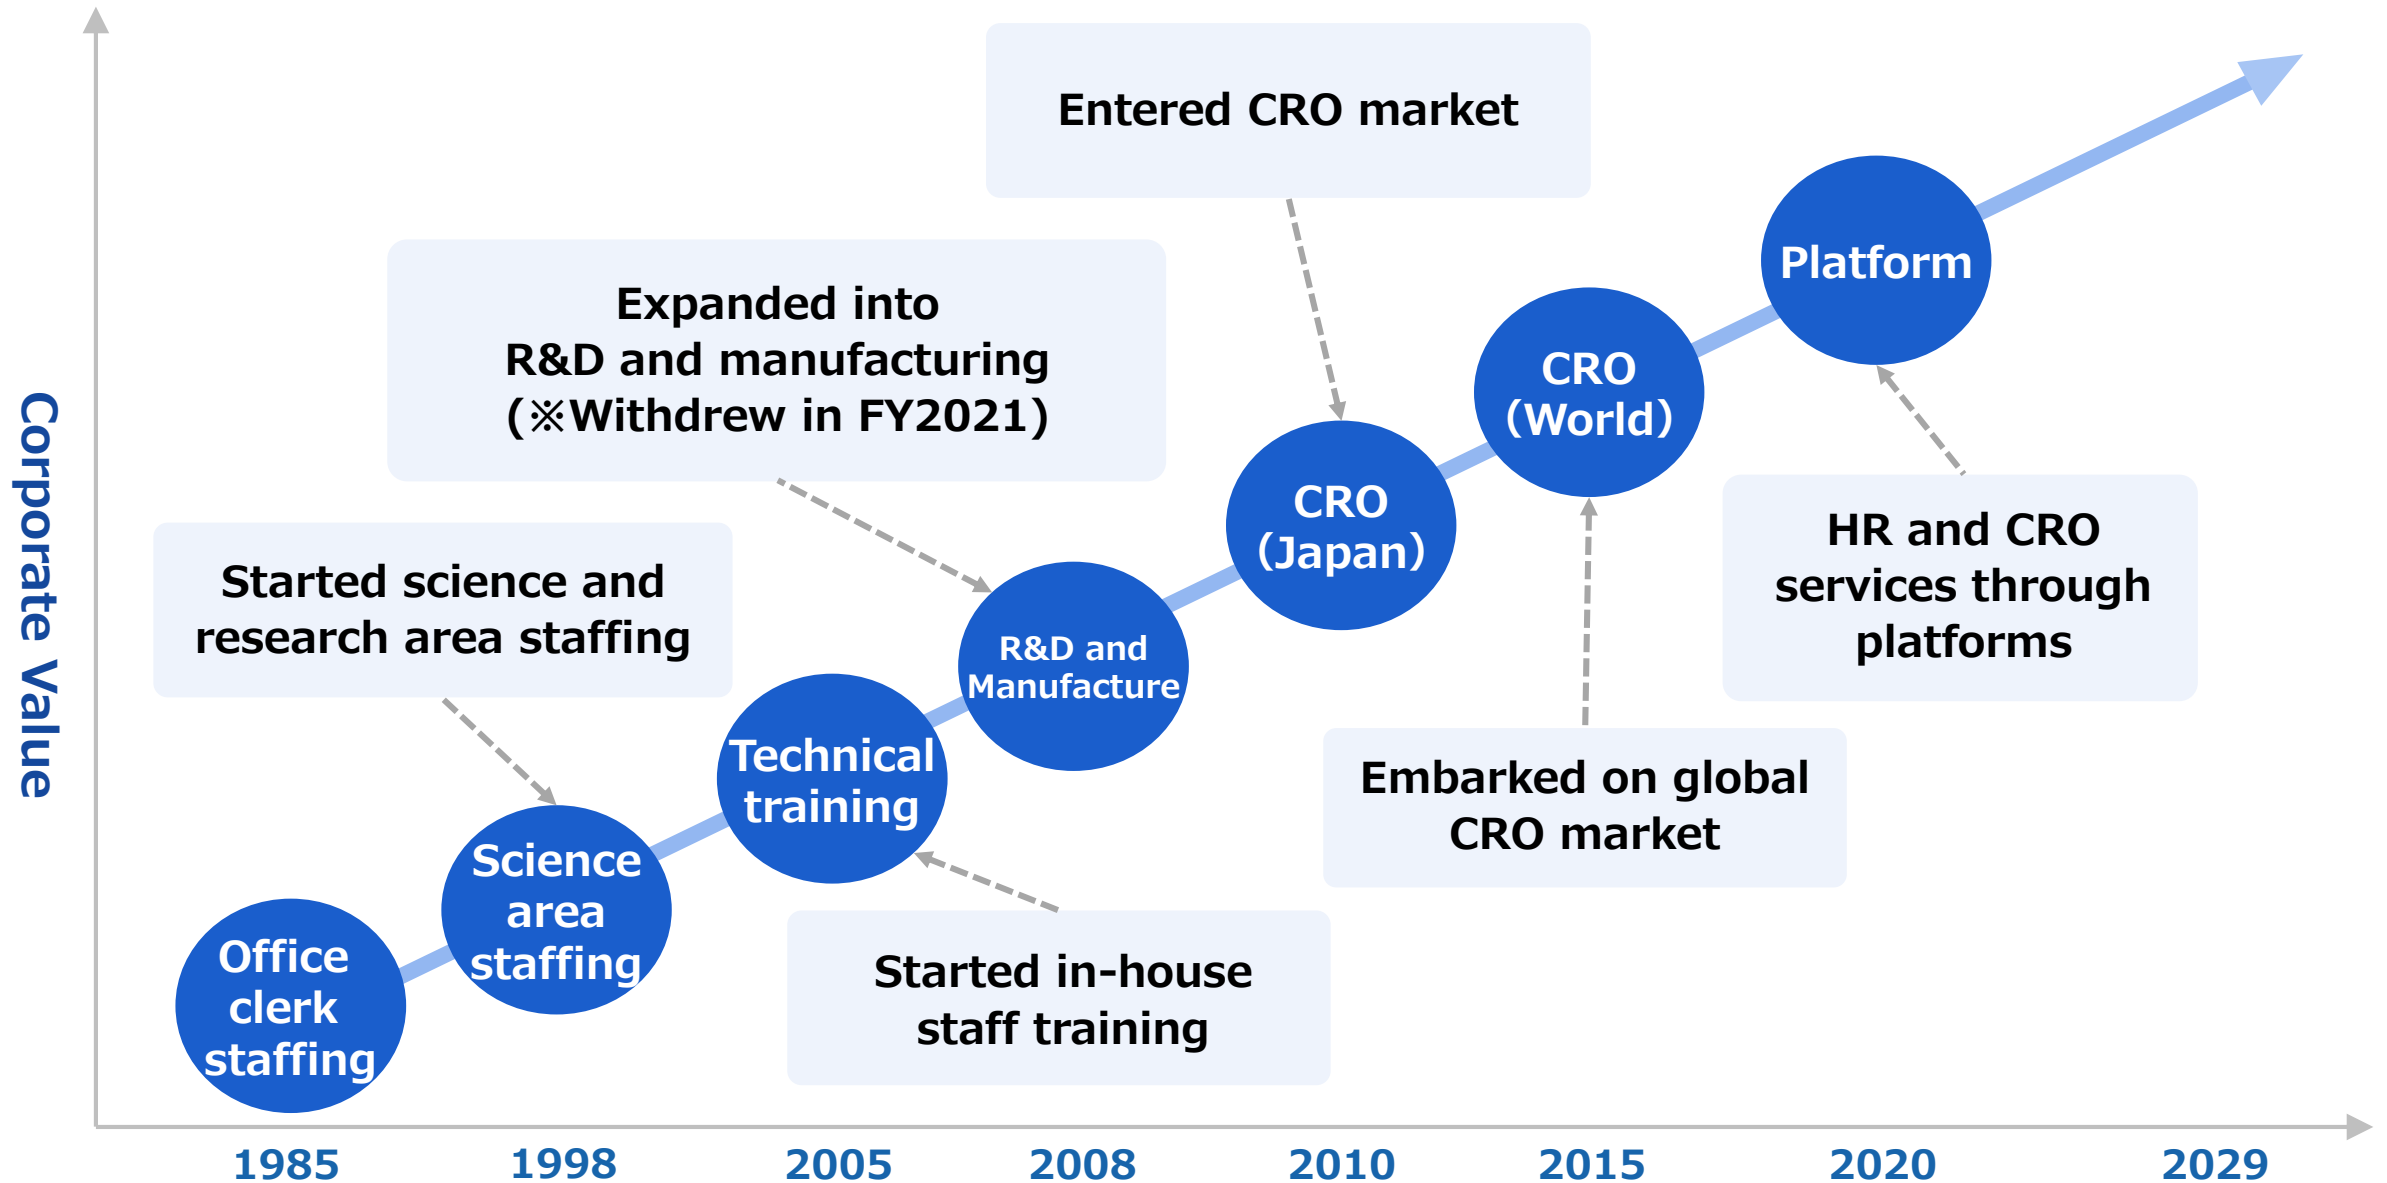 Entered CRO market
Expanded into
R&D and manufacturing
(※Withdrew in FY2021)
Started science and
research area staffing
Corporate Value
Platform
CRO
(World)
CRO
(Japan)
R&D and
Manufacture
Technical
training
Science
area
staffing
Office
clerk
staffing
HR and CRO
services through
platforms
Embarked on global
CRO market
Started in-house
staff training
1985
1998
2005
2008
2010
2015
2020
2029